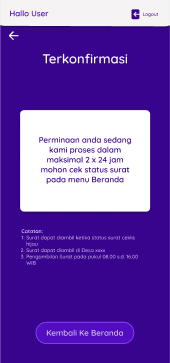 Hallo User
Logout
Terkonfirmasi
Perminaan anda sedang
kami proses dalam
maksimal 2 x 24 jam
mohon cek status surat
pada menu Beranda
Catatan:
1. Surat dapat diambil ketika status surat ceklis
hijau
2. Surat dapat diambil di Desa xxxx
3. Pengambilan Surat pada pukul 08.00 s.d. 16.00
WIB
Kembali Ke Beranda